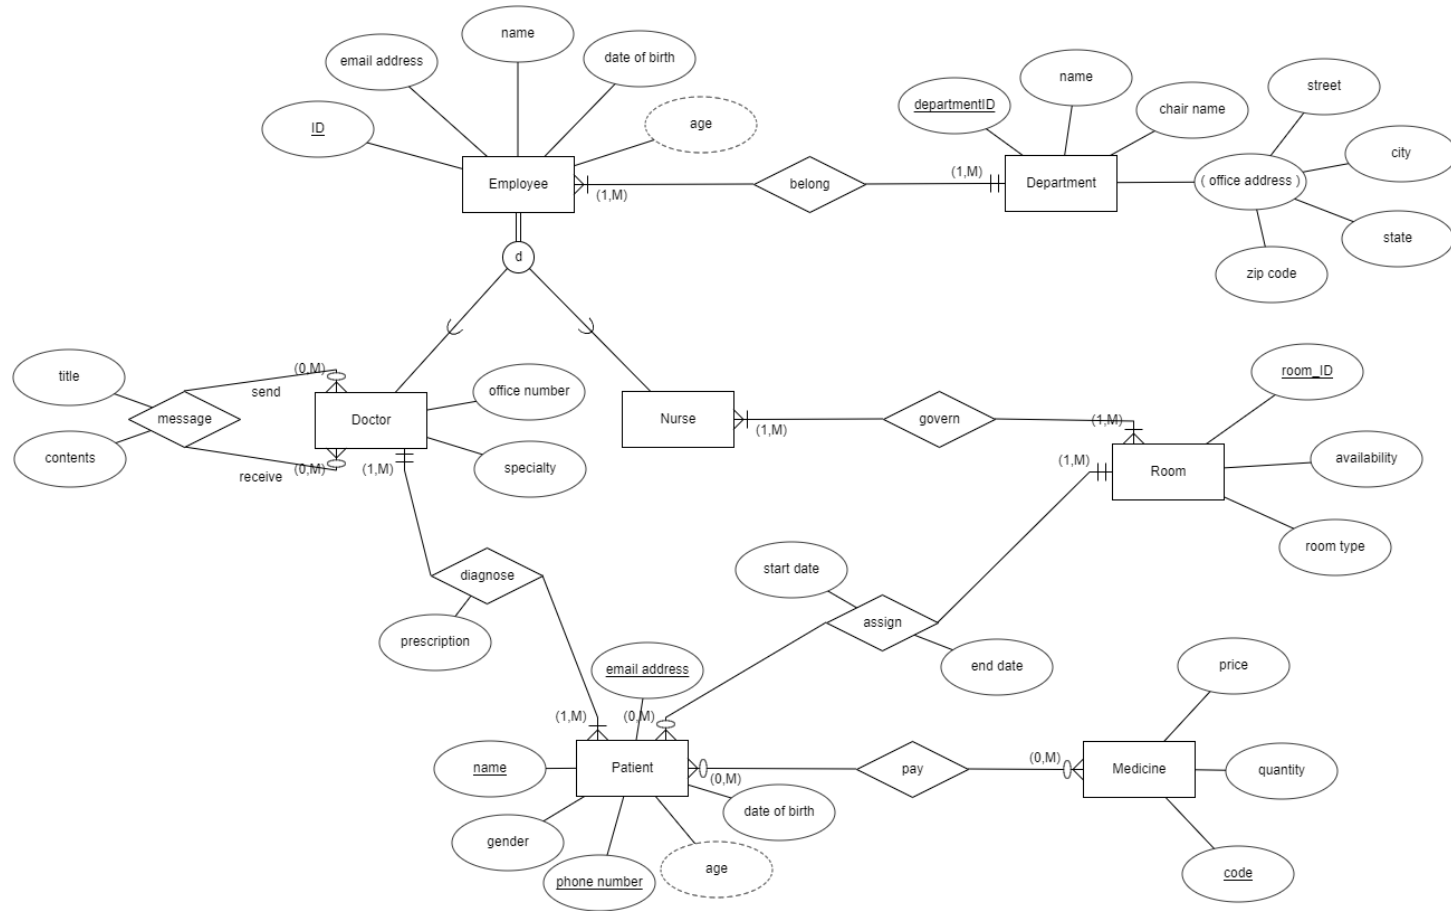 name
email address
date of birth
ID
age
Employee
(1,M)
belong
departmentID
name
chair name
street
city
( office address )
state
zip code
(1,M)
Department
d
title
message
contents
send
(0,M)
receive
(0,M)
Doctor
office number
specialty
(1,M)
Nurse
(1,M)
govern
(1,M)
room_ID
availability
room type
Room
(1,M)
diagnose
prescription
(1,M)
start date
assign
end date
(0,M)
email address
name
Patient
gender
phone number
age
date of birth
(0,M)
pay
(0,M)
Medicine
price
quantity
code